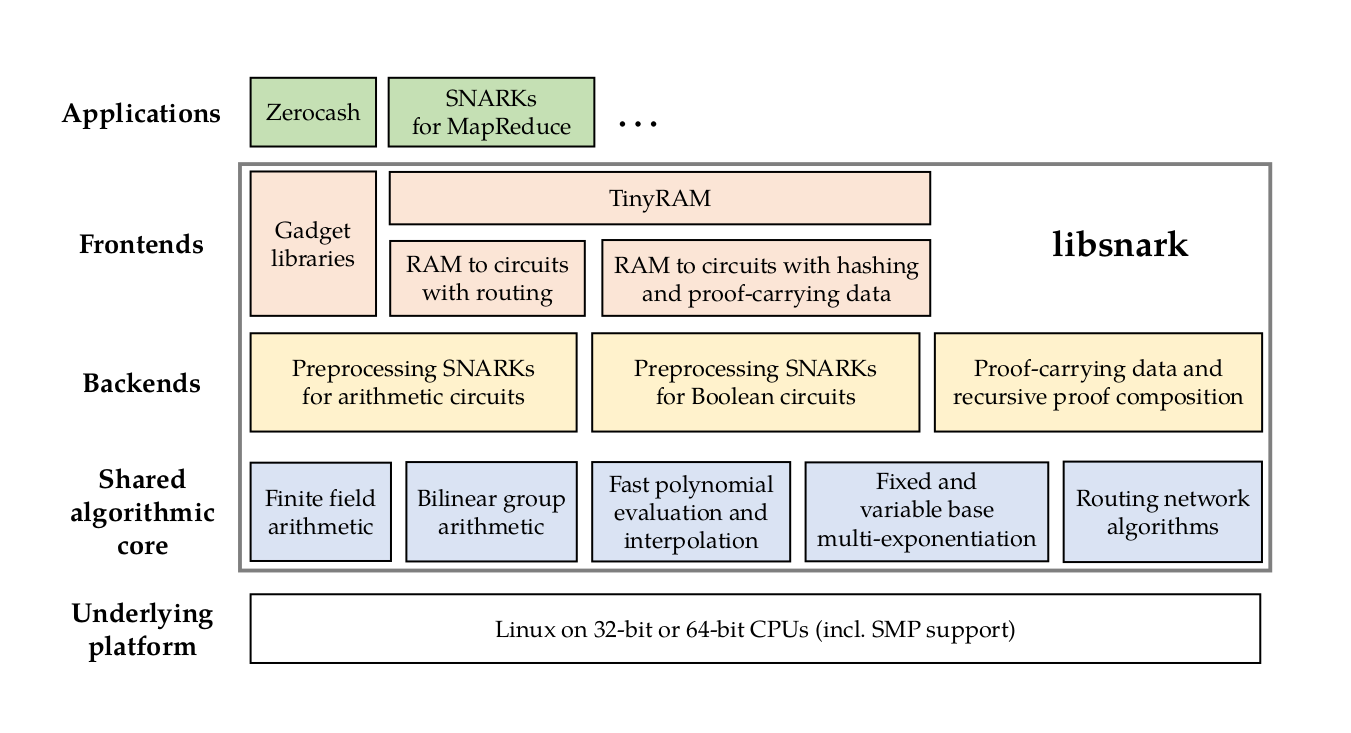 Applications
Zerocash
SNARKs
for MapReduce
...
Frontends
Gadget
libraries
TinyRAM
RAM to circuits
with routing
RAM to circuits with hashing
and proof-carrying data
libsnark
Backends
Preprocessing SNARKs
for arithmetic circuits
Preprocessing SNARKs
for Boolean circuits
Proof-carrying data and
recursive proof composition
Shared
algorithmic
core
Finite field
arithmetic
Bilinear group
arithmetic
Fast polynomial
evaluation and
interpolation
Fixed and
variable base
multi-exponentiation
Routing network
algorithms
Underlying
platform
Linux on 32-bit or 64-bit CPUs (incl. SMP support)